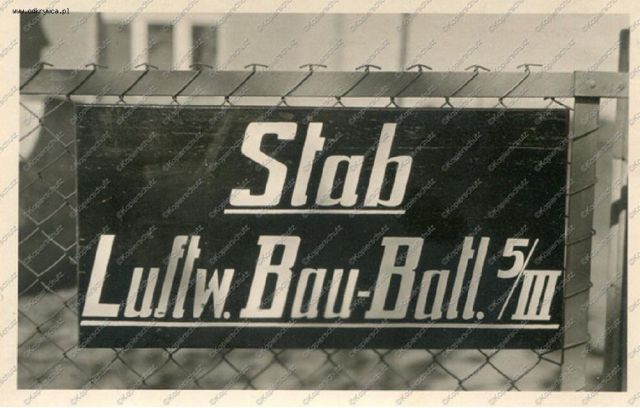 www.odkrywca.pl
Stab
Luftw. Bau-Batl. 5/III